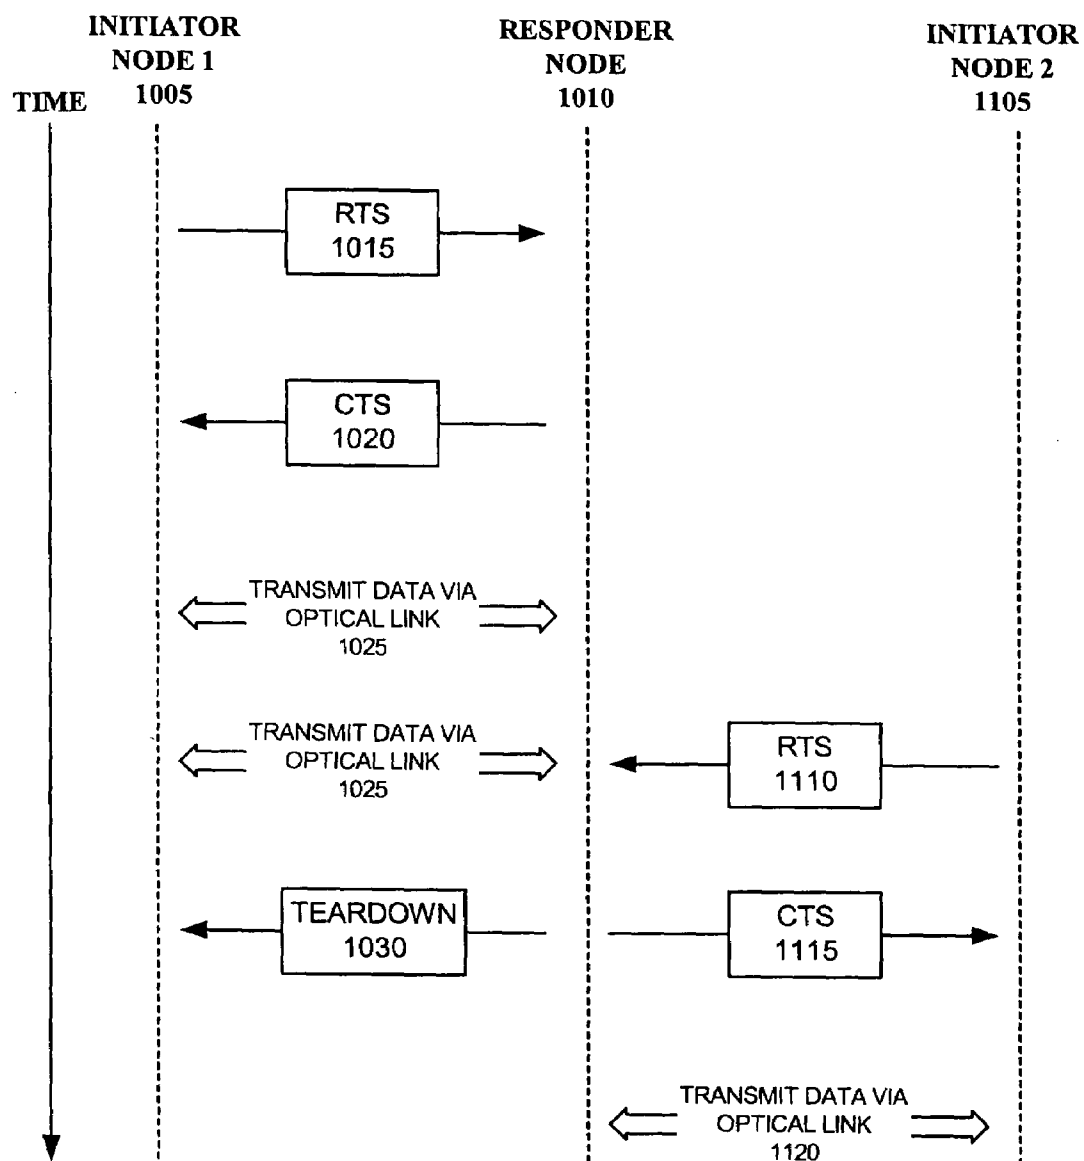 INITIATOR
NODE 1
1005
RESPONDER
NODE
1010
INITIATOR
NODE 2
1105
TIME
RTS
1015
CTS
1020
TRANSMIT DATA VIA
OPTICAL LINK
1025
TRANSMIT DATA VIA
OPTICAL LINK
1025
RTS
1110
TEARDOWN
1030
CTS
1115
TRANSMIT DATA VIA
OPTICAL LINK
1120